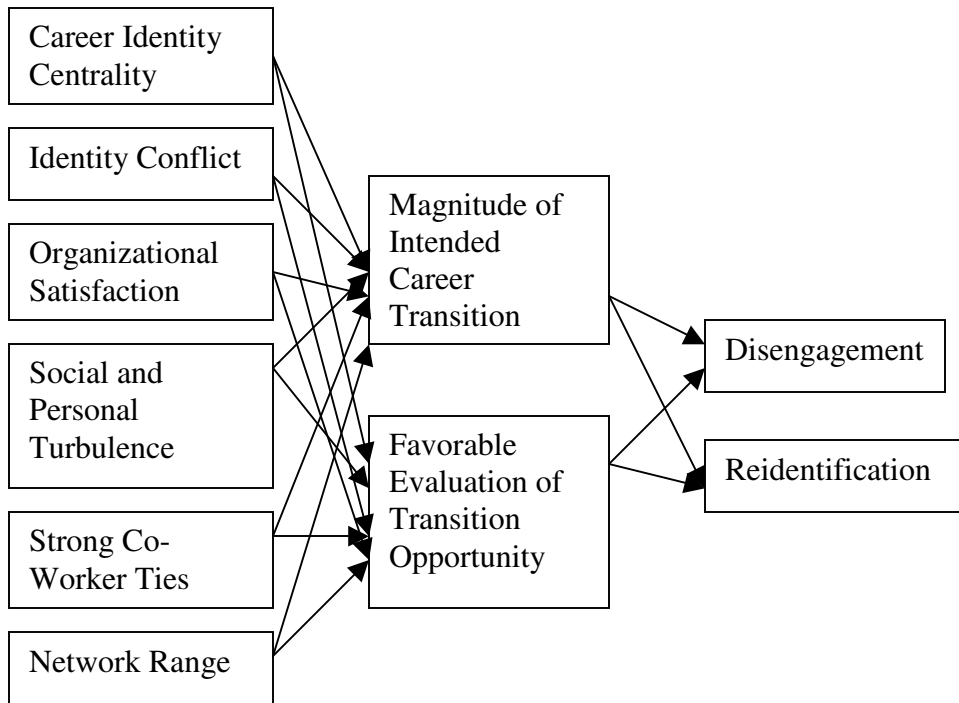 Career Identity
Centrality
Identity Conflict
Organizational
Satisfaction
Social and
Personal
Turbulence
Strong Co-
Worker Ties
Network Range
Magnitude of
Intended
Career
Transition
Favorable
Evaluation of
Transition
Opportunity
Disengagement
Reidentification